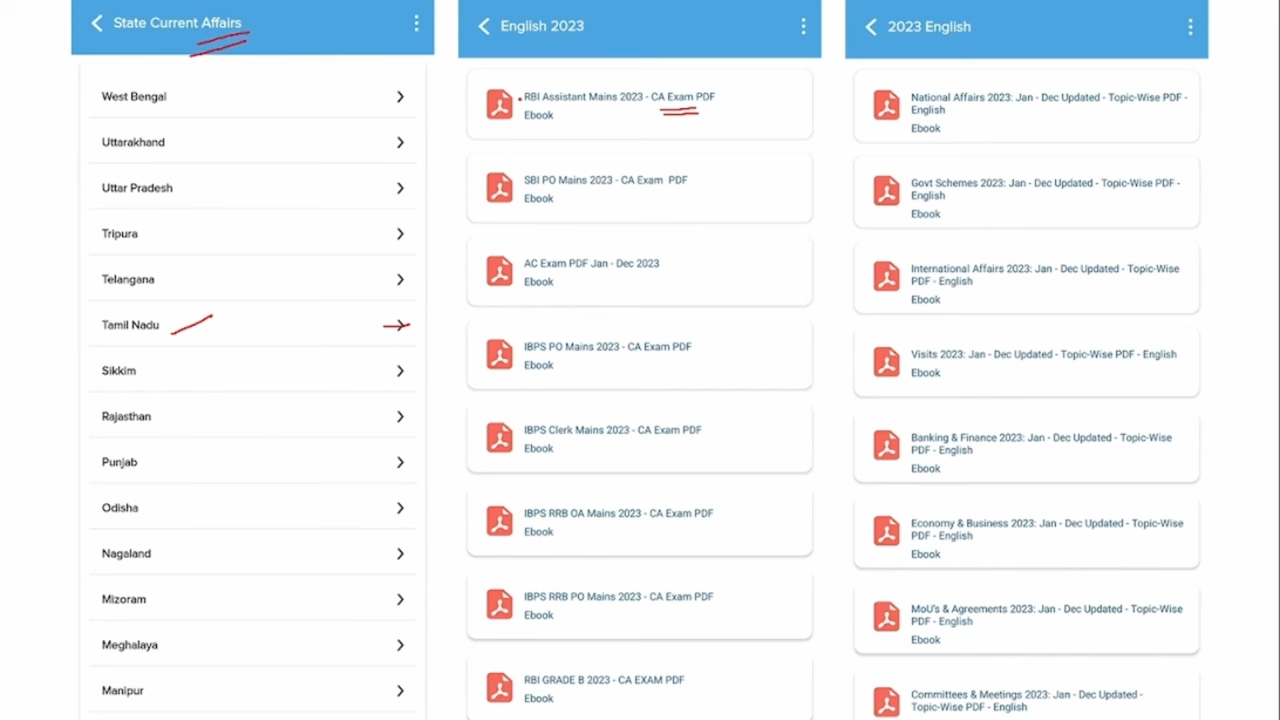 State Current Affairs
West Bengal
Uttarakhand
Uttar Pradesh
Tripura
Telangana
Tamil Nadu
Sikkim
Rajasthan
Punjab
Odisha
Nagaland
Mizoram
Meghalaya
Manipur
English 2023
RBI Assistant Mains 2023 - CA Exam PDF
Ebook
SBI PO Mains 2023 - CA Exam PDF
Ebook
AC Exam PDF Jan - Dec 2023
Ebook
IBPS PO Mains 2023 - CA Exam PDF
Ebook
IBPS Clerk Mains 2023 - CA Exam PDF
Ebook
IBPS RRB OA Mains 2023 - CA Exam PDF
Ebook
IBPS RRB PO Mains 2023 - CA Exam PDF
Ebook
RBI GRADE B 2023 - CA EXAM PDF
Ebook
2023 English
National Affairs 2023: Jan - Dec Updated - Topic-Wise PDF -
English
Ebook
Govt Schemes 2023: Jan - Dec Updated - Topic-Wise PDF -
English
Ebook
International Affairs 2023: Jan - Dec Updated - Topic-Wise
PDF - English
Ebook
Visits 2023: Jan - Dec Updated - Topic-Wise PDF - English
Ebook
Banking & Finance 2023: Jan - Dec Updated - Topic-Wise
PDF - English
Ebook
Economy & Business 2023: Jan - Dec Updated - Topic-Wise
PDF - English
Ebook
MoU's & Agreements 2023: Jan - Dec Updated - Topic-Wise
PDF - English
Ebook
Committees & Meetings 2023: Jan - Dec Updated -
Topic-Wise PDF - English